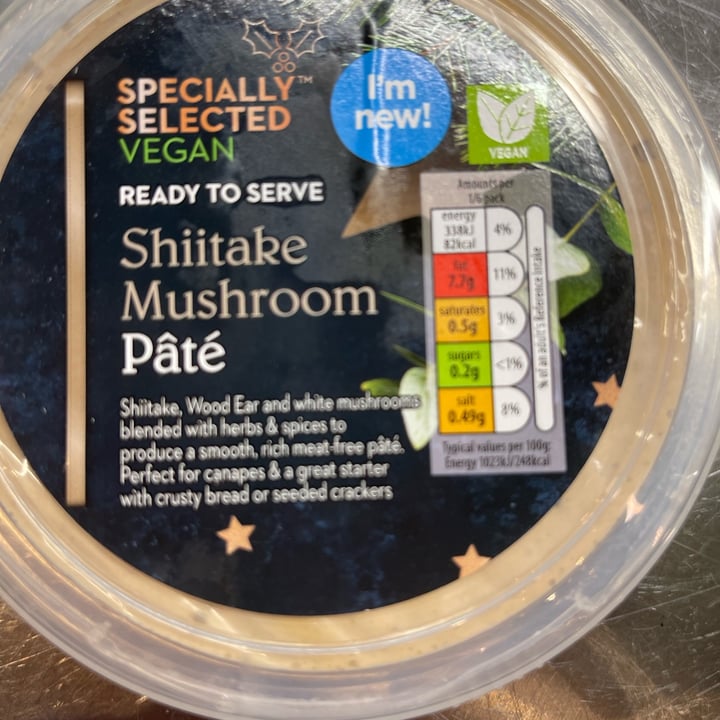 SPECIALLY™
SELECTED
VEGAN
I'm
new!
VEGAN
READY TO SERVE
Shiitake
Mushroom
Pâté
Shiitake, Wood Ear and white mushrooms
blended with herbs & spices to
produce a smooth, rich meat-free pâté.
Perfect for canapes & a great starter
with crusty bread or seeded crackers
Amounts per
1/6 pack
energy
338kJ
82kcal
4%
fat
7.7g
11%
saturates
0.5g
3%
sugars
0.2g
<1%
salt
0.49g
8%
% of an adult's Reference Intake
Typical values per 100g:
Energy 1023kJ/248kcal